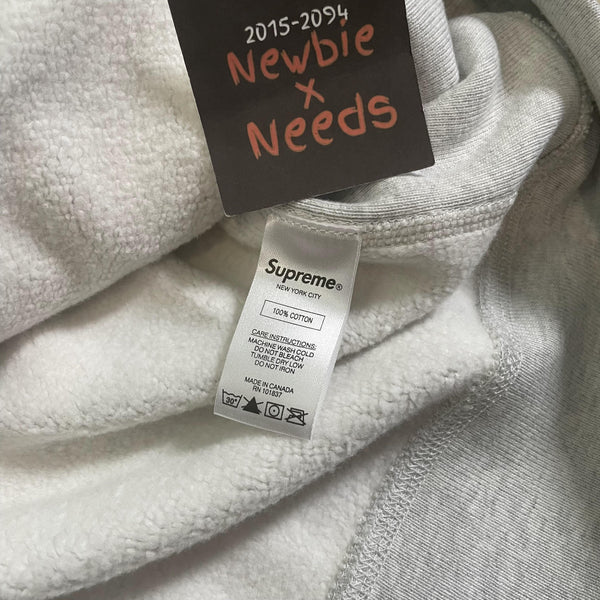 2015-2094
Newbie
x
Needs
Supreme®
NEW YORK CITY
100% COTTON
CARE INSTRUCTIONS:
MACHINE WASH COLD
DO NOT BLEACH
TUMBLE DRY LOW
DO NOT IRON
MADE IN CANADA
RN 101837
30°